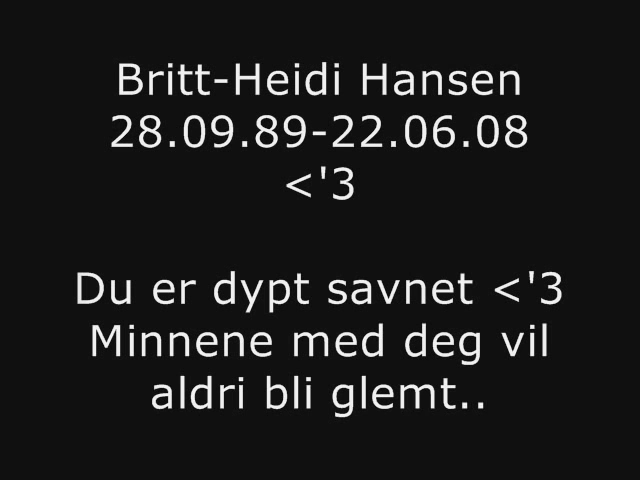 Britt-Heidi Hansen
28.09.89-22.06.08
<'3
Du er dypt savnet <'3
Minnene med deg vil
aldri bli glemt..